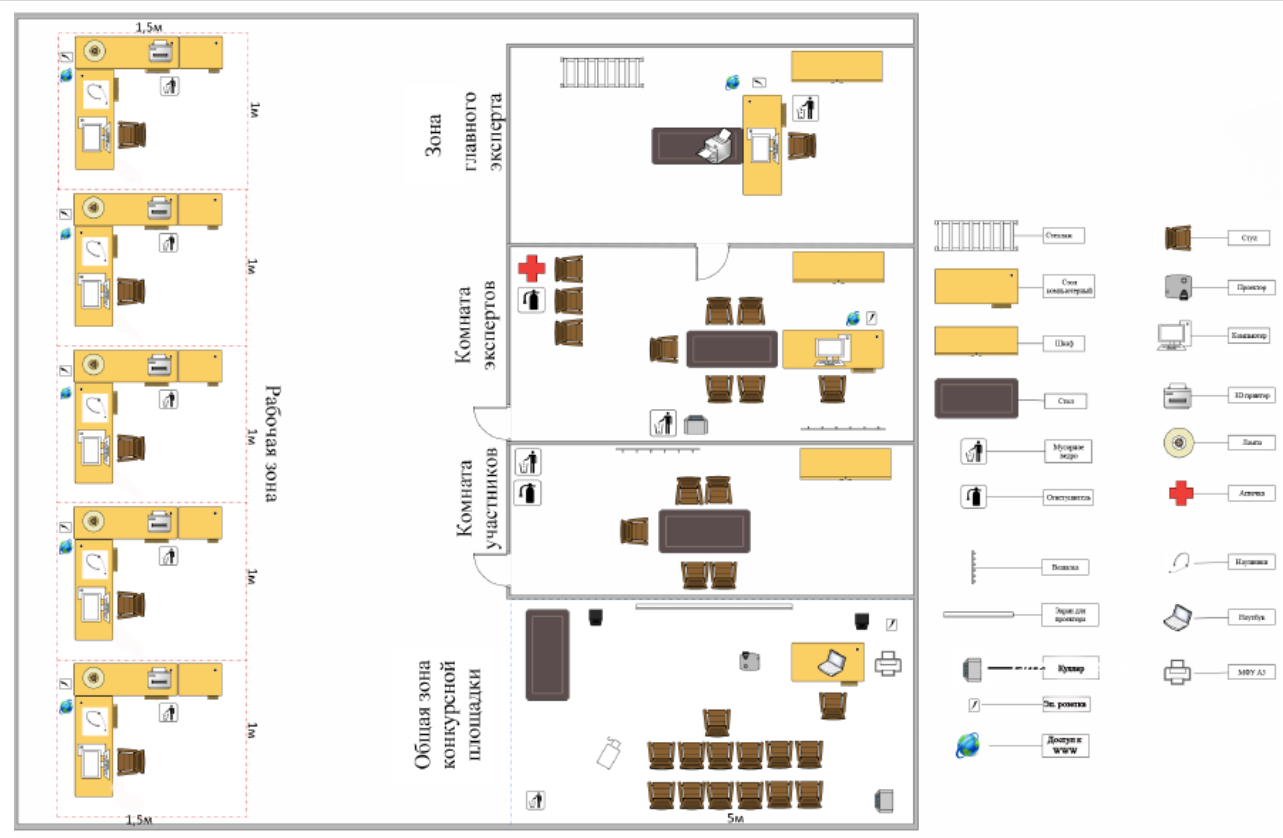 1,5м
1м
1м
1м
1м
1м
1,5м
Рабочая зона
Зона
главного
эксперта
Комната
экспертов
Комната
участников
Общая зона
конкурсной
площадки
5м
Стеллаж
Стол
компьютерный
Шкаф
Стол
Мусорное
ведро
Огнетушитель
Вешалка
Экран для
проектора
Куллер
Эл. розетка
Доступ к
WWW
Стул
Проектор
Компьютер
3D принтер
Лампа
Аптечка
Наушники
Ноутбук
МФУ А3